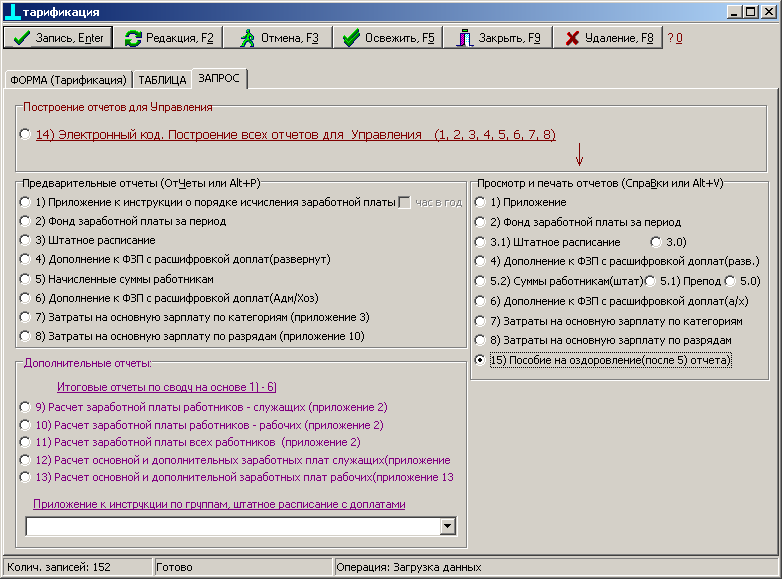 тарификация
Запись, Enter
Редакция, F2
Отмена, F3
Освежить, F5
Закрыть, F9
Удаление, F8
? 0
ФОРМА (Тарификация)
ТАБЛИЦА
ЗАПРОС
Построение отчетов для Управления
14) Электронный код. Построение всех отчетов для Управления (1, 2, 3, 4, 5, 6, 7, 8)
Предварительные отчеты (ОтЧеты или Alt+P)
1) Приложение к инструкции о порядке исчисления заработной платы
час в год
2) Фонд заработной платы за период
3) Штатное расписание
4) Дополнение к ФЗП с расшифровкой доплат(развернут)
5) Начисленные суммы работникам
6) Дополнение к ФЗП с расшифровкой доплат(Адм/Хоз)
7) Затраты на основную зарплату по категориям (приложение 3)
8) Затраты на основную зарплату по разрядам (приложение 10)
Просмотр и печать отчетов (СпраВки или Alt+V)
1) Приложение
2) Фонд заработной платы за период
3.1) Штатное расписание
3.0)
4) Дополнение к ФЗП с расшифровкой доплат(разв.)
5.2) Суммы работникам(штат)
5.1) Препод
5.0)
6) Дополнение к ФЗП с расшифровкой доплат(а/х)
7) Затраты на основную зарплату по категориям
8) Затраты на основную зарплату по разрядам
15) Пособие на оздоровление(после 5) отчета)
Дополнительные отчеты:
Итоговые отчеты по своду на основе 1) - 6)
9) Расчет заработной платы работников - служащих (приложение 2)
10) Расчет заработной платы работников - рабочих (приложение 2)
11) Расчет заработной платы всех работников (приложение 2)
12) Расчет основной и дополнительных заработных плат служащих(приложение
13) Расчет основной и дополнительной заработных плат рабочих(приложение 13
Приложение к инструкции по группам, штатное расписание с доплатами
Колич. записей: 152
Готово
Операция: Загрузка данных